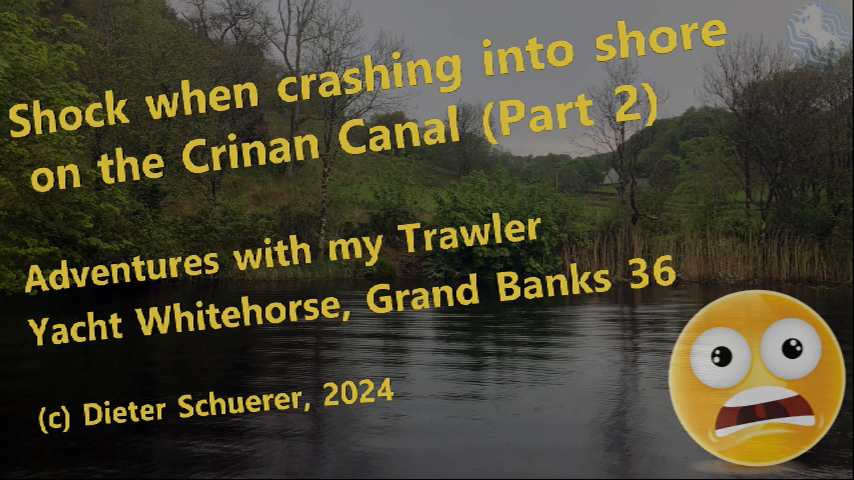 Shock when crashing into shore
on the Crinan Canal (Part 2)
Adventures with my Trawler
Yacht Whitehorse, Grand Banks 36
(c) Dieter Schuerer, 2024